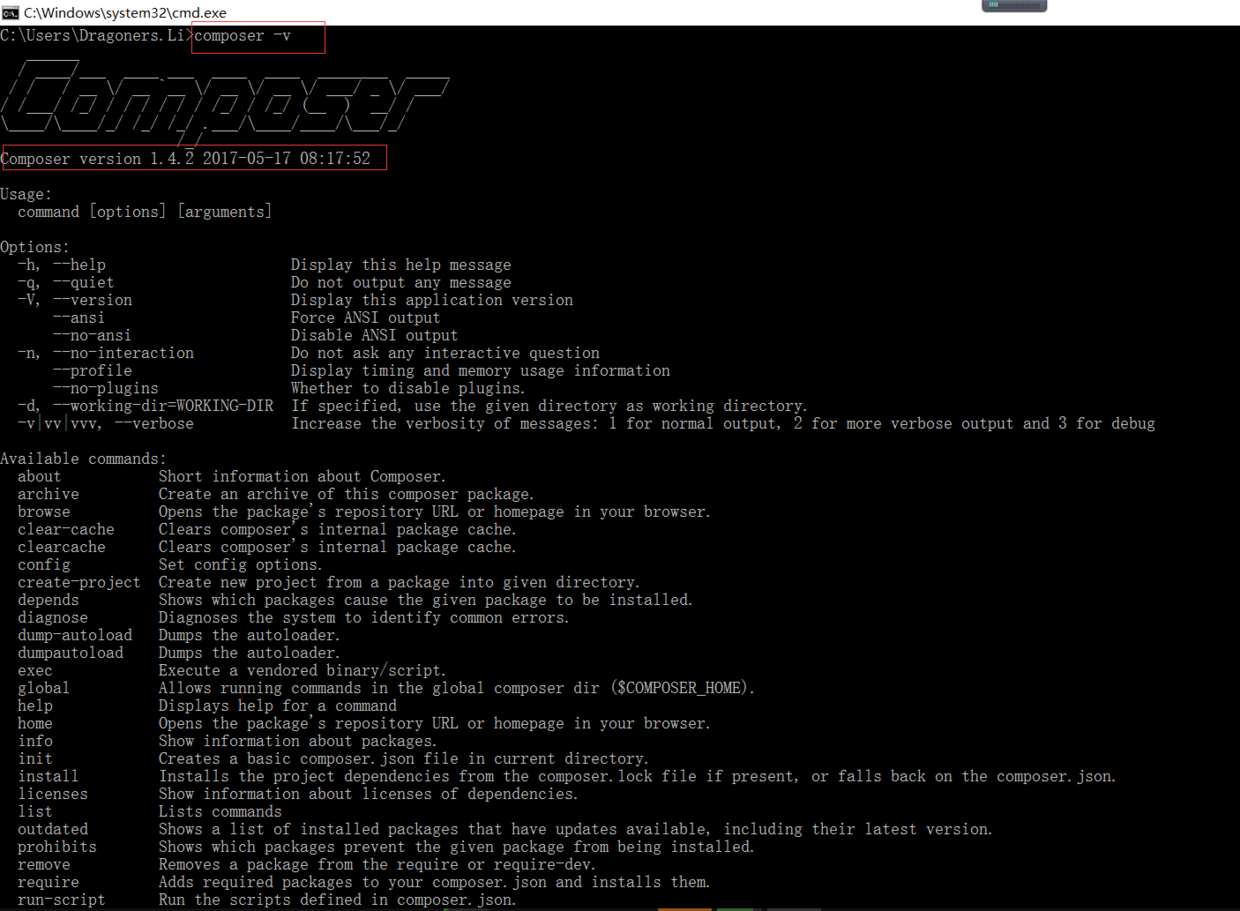 C:\Windows\system32\cmd.exe
C:\Users\Dragoners.Li>composer -v
Composer
Composer version 1.4.2 2017-05-17 08:17:52
Usage:
command [options] [arguments]
Options:
-h, --help Display this help message
-q, --quiet Do not output any message
-V, --version Display this application version
--ansi Force ANSI output
--no-ansi Disable ANSI output
-n, --no-interaction Do not ask any interactive question
--profile Display timing and memory usage information
--no-plugins Whether to disable plugins.
-d, --working-dir=WORKING-DIR If specified, use the given directory as working directory.
-v|vv|vvv, --verbose Increase the verbosity of messages: 1 for normal output, 2 for more verbose output and 3 for debug
Available commands:
about Short information about Composer.
archive Create an archive of this composer package.
browse Opens the package's repository URL or homepage in your browser.
clear-cache Clears composer's internal package cache.
clearcache Clears composer's internal package cache.
config Set config options.
create-project Create new project from a package into given directory.
depends Shows which packages cause the given package to be installed.
diagnose Diagnoses the system to identify common errors.
dump-autoload Dumps the autoloader.
dumpautoload Dumps the autoloader.
exec Execute a vendored binary/script.
global Allows running commands in the global composer dir ($COMPOSER_HOME).
help Displays help for a command
home Opens the package's repository URL or homepage in your browser.
info Show information about packages.
init Creates a basic composer.json file in current directory.
install Installs the project dependencies from the composer.lock file if present, or falls back on the composer.json.
licenses Show information about licenses of dependencies.
list Lists commands
outdated Shows a list of installed packages that have updates available, including their latest version.
prohibits Shows which packages prevent the given package from being installed.
remove Removes a package from the require or require-dev.
require Adds required packages to your composer.json and installs them.
run-script Run the scripts defined in composer.json.